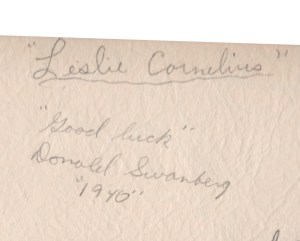 "Leslie Cornelius"
"Good luck"
Donald Swanberg
"1940"